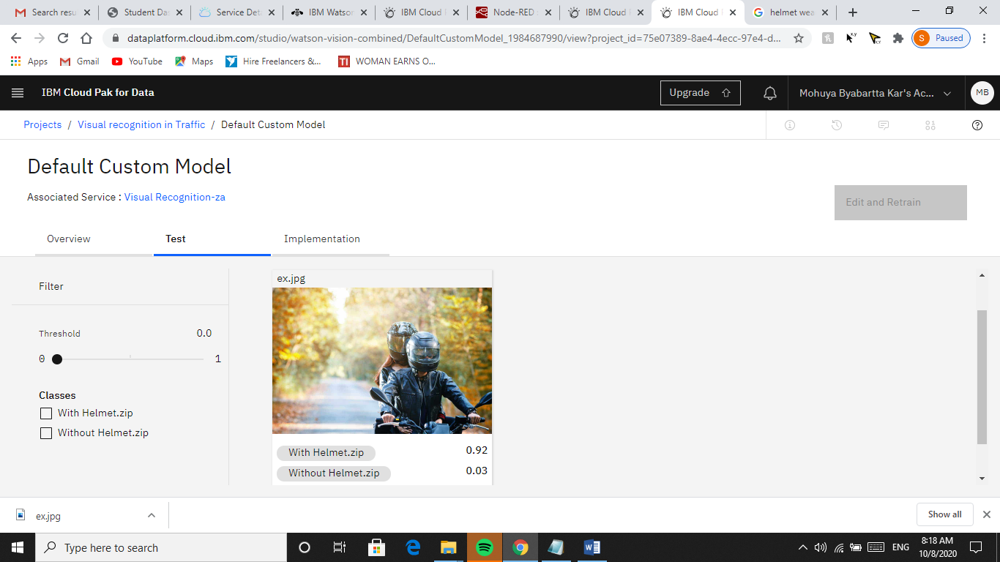 Search resu
Student Das
Service Deta
IBM Watson
IBM Cloud
Node-RED
IBM Cloud
IBM Cloud
helmet wea
dataplatform.cloud.ibm.com/studio/watson-vision-combined/DefaultCustomModel_1984687990/view?project_id=75e07389-8ae4-4ecc-97e4-d...
S Paused
Apps Gmail YouTube Maps Hire Freelancers &... TI WOMAN EARNS O...
IBM Cloud Pak for Data
Upgrade
Mohuya Byabartta Kar's Ac...
MB
Projects / Visual recognition in Traffic / Default Custom Model
Default Custom Model
Associated Service : Visual Recognition-za
Edit and Retrain
Overview Test Implementation
Filter
Threshold 0.0
0 1
Classes
With Helmet.zip
Without Helmet.zip
ex.jpg
With Helmet.zip 0.92
Without Helmet.zip 0.03
ex.jpg
Show all
Type here to search
ENG
8:18 AM
10/8/2020